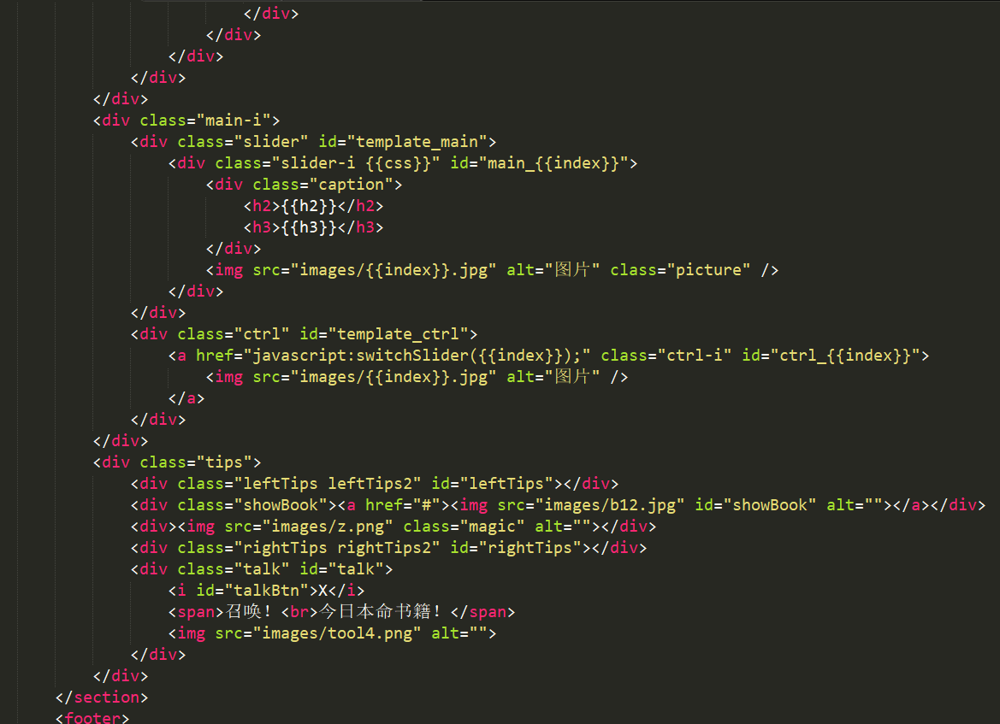 </div>
</div>
</div>
</div>
</div>
<div class="main-i">
<div class="slider" id="template_main">
<div class="slider-i {{css}}" id="main_{{index}}">
<div class="caption">
<h2>{{h2}}</h2>
<h3>{{h3}}</h3>
</div>
<img src="images/{{index}}.jpg" alt="图片" class="picture" />
</div>
</div>
<div class="ctrl" id="template_ctrl">
<a href="javascript:switchSlider({{index}});" class="ctrl-i" id="ctrl_{{index}}">
<img src="images/{{index}}.jpg" alt="图片" />
</a>
</div>
</div>
<div class="tips">
<div class="leftTips leftTips2" id="leftTips"></div>
<div class="showBook"><a href="#"><img src="images/b12.jpg" id="showBook" alt=""></a></div>
<div><img src="images/z.png" class="magic" alt=""></div>
<div class="rightTips rightTips2" id="rightTips"></div>
<div class="talk" id="talk">
<i id="talkBtn">X</i>
<span>召唤！<br>今日本命书籍！</span>
<img src="images/tool4.png" alt="">
</div>
</div>
</section>
<footer>